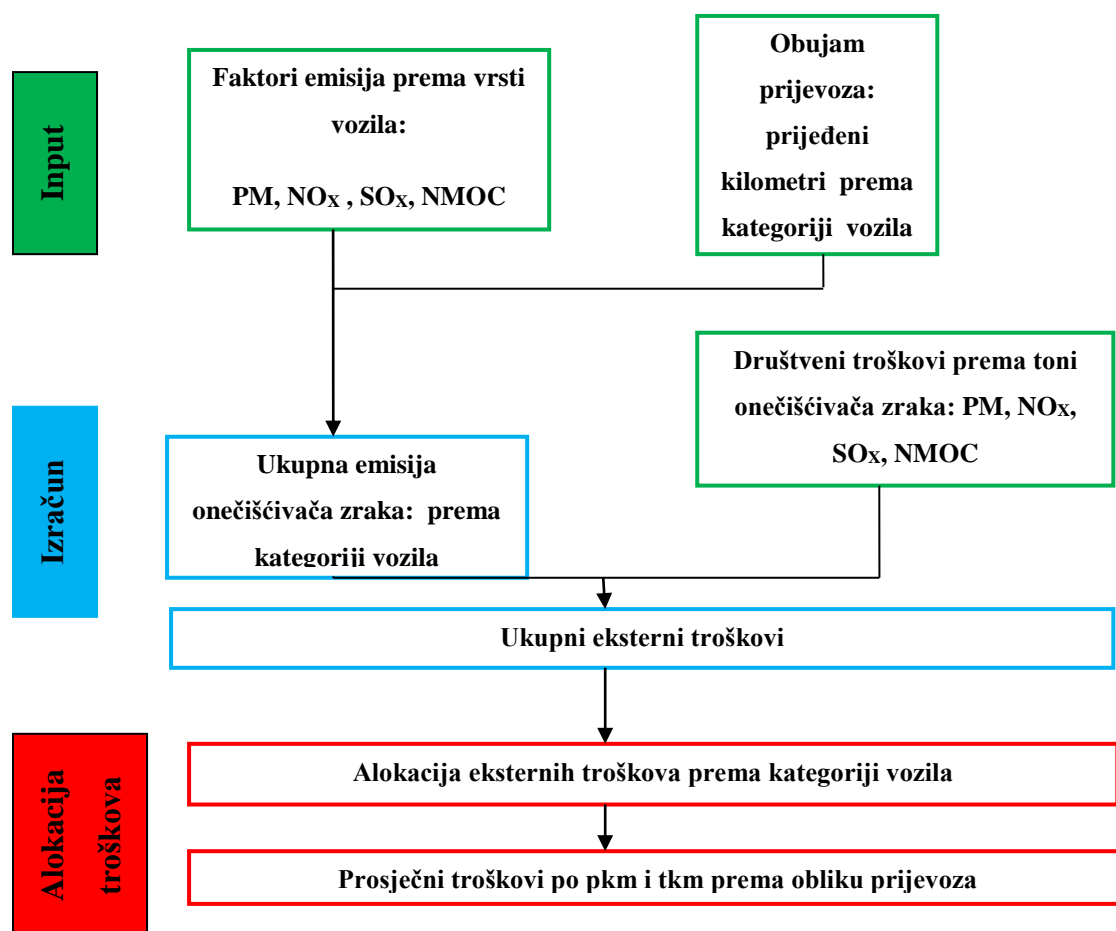 Input
Faktori emisija prema vrsti
vozila:
PM, NOX , SOX, NMOC
Obujam
prijevoza:
prijeđeni
kilometri prema
kategoriji vozila
Izračun
Društveni troškovi prema toni
onečišćivača zraka: PM, NOX,
SOX, NMOC
Ukupna emisija
onečišćivača zraka: prema
kategoriji vozila
Ukupni eksterni troškovi
Alokacija
troškova
Alokacija eksternih troškova prema kategoriji vozila
Prosječni troškovi po pkm i tkm prema obliku prijevoza